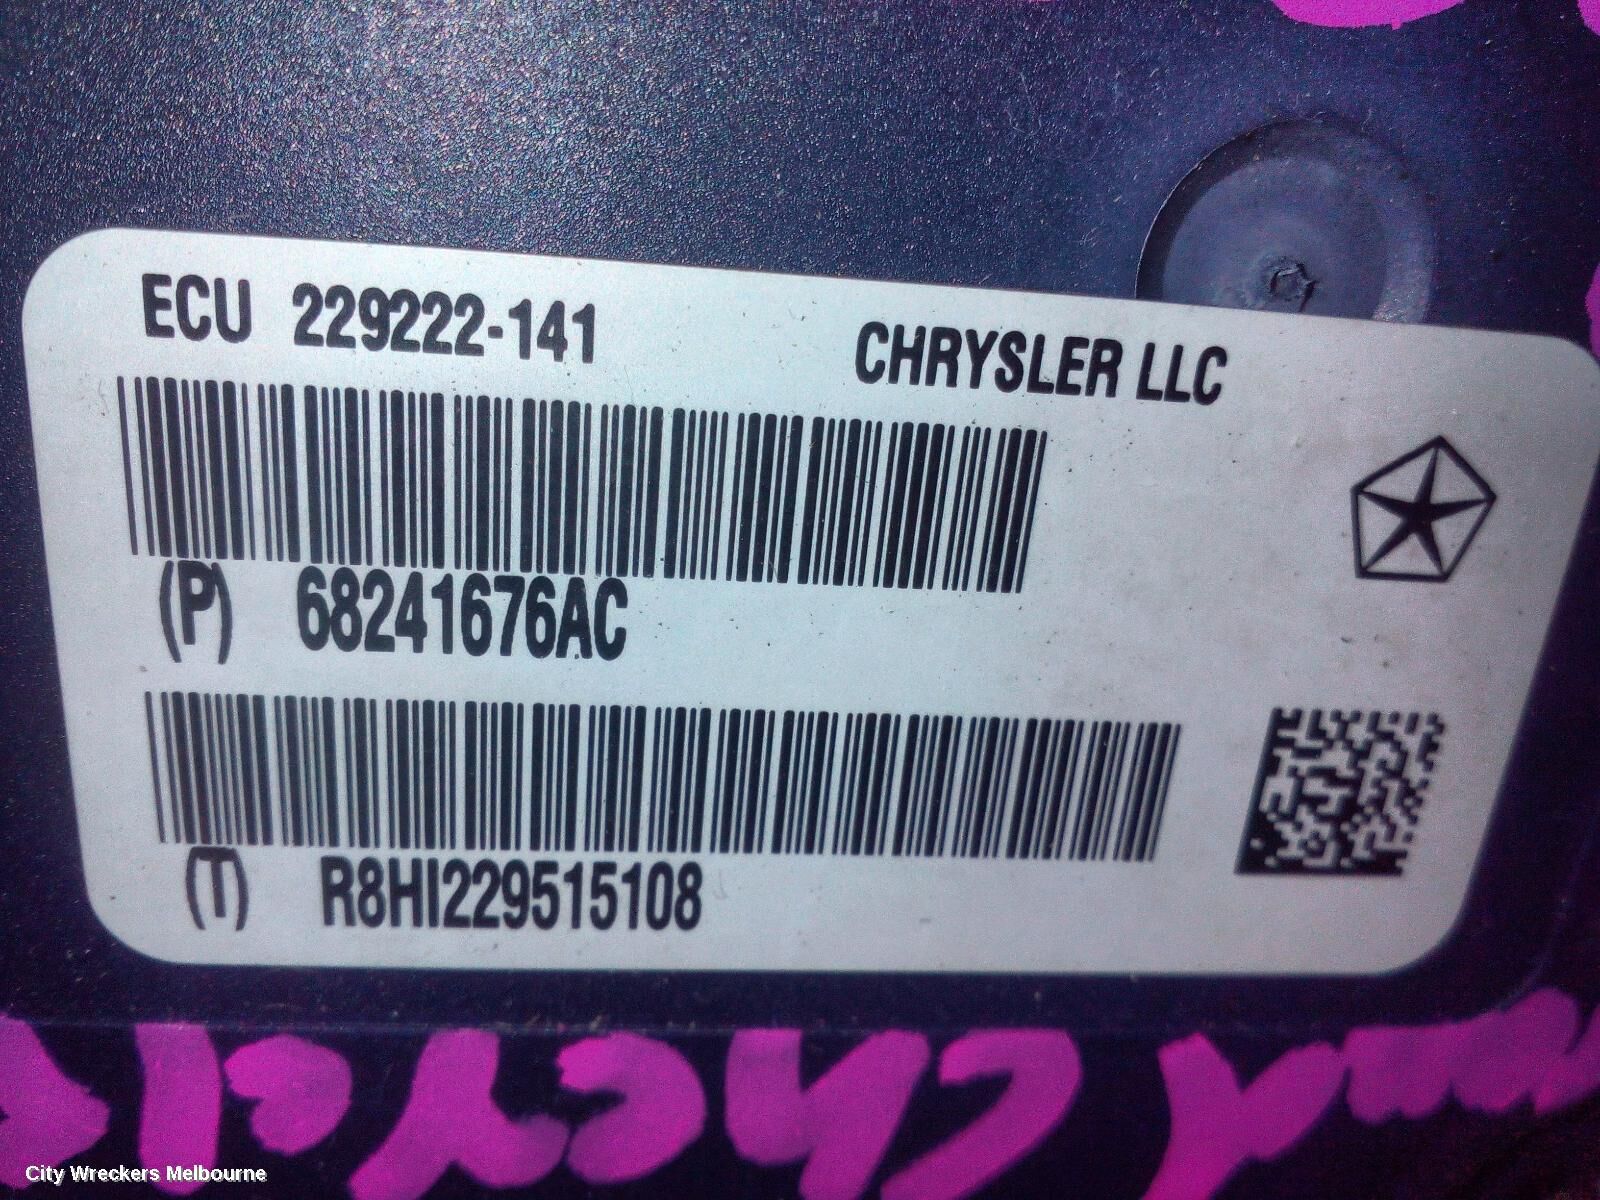 ECU 229222-141
CHRYSLER LLC
(P) 68241676AC
(T) R8HI229515108
City Wreckers Melbourne